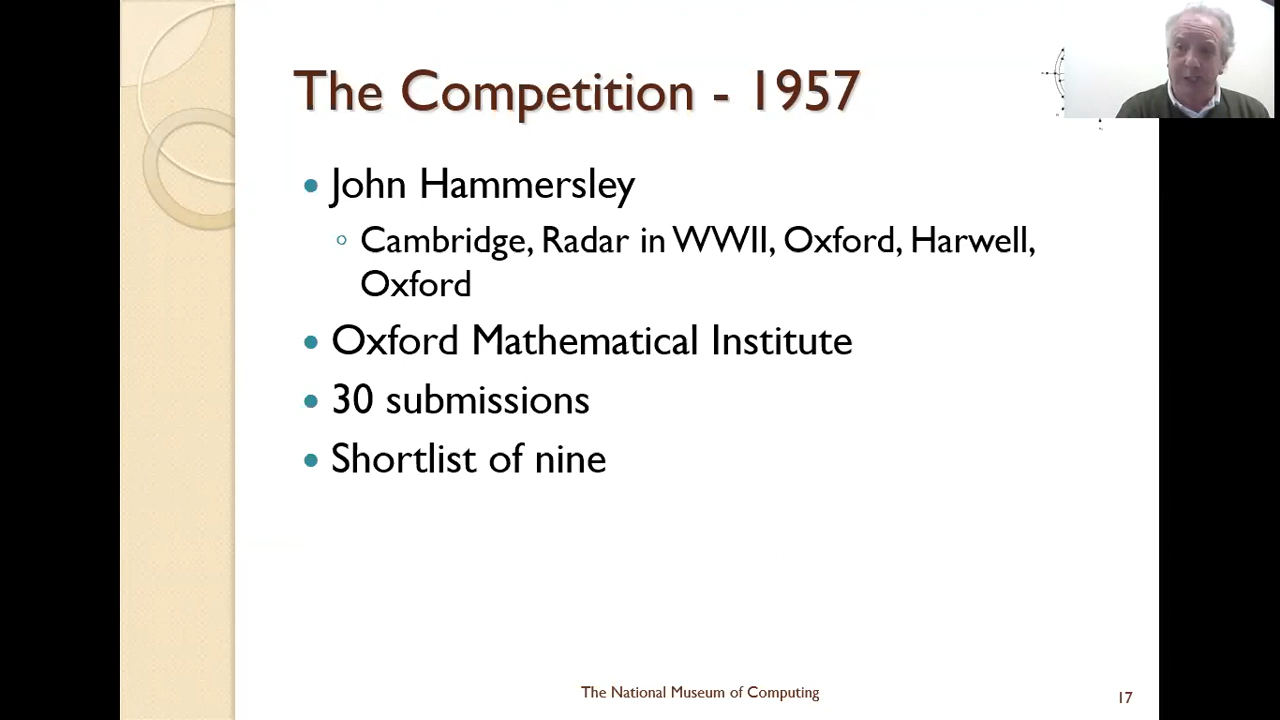 The Competition - 1957
John Hammersley
Cambridge, Radar in WWII, Oxford, Harwell,
Oxford
Oxford Mathematical Institute
30 submissions
Shortlist of nine
The National Museum of Computing
17